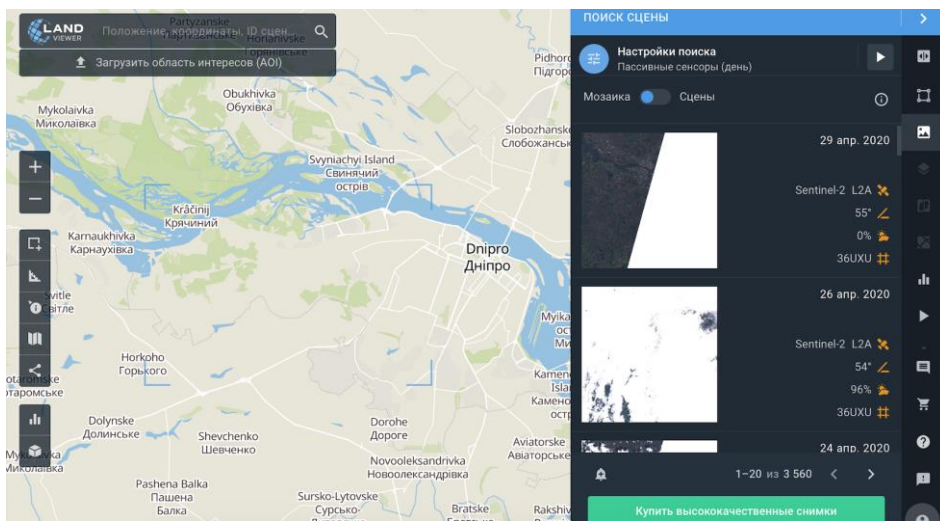 LAND
VIEWER
Положение, координаты, ID сцен...
Загрузить область интересов (AOI)
Partyzanske
Obukhivka
Обухівка
Mykolaivka
Миколаївка
Slobozhanske
Слобожанськ
Svyniachyi Island
Свинячий
острів
Kráčinij
Крячиний
Karnaukhivka
Карнаухівка
Dnipro
Дніпро
Svitle
Світле
Horkoho
Горького
Dolynske
Долинське
Shevchenko
Шевченко
Dorohe
Дороге
Aviatorske
Авіаторське
Novooleksandrivka
Новоолександрівка
Pashena Balka
Пашена
Балка
Sursko-Lytovske
Сурсько-
Bratske
ПОИСК СЦЕНЫ
Настройки поиска
Пассивные сенсоры (день)
Мозаика
Сцены
29 апр. 2020
Sentinel-2 L2A
55°
0%
36UXU
26 апр. 2020
Sentinel-2 L2A
54°
96%
36UXU
24 апр. 2020
1–20 из 3 560
Купить высококачественные снимки